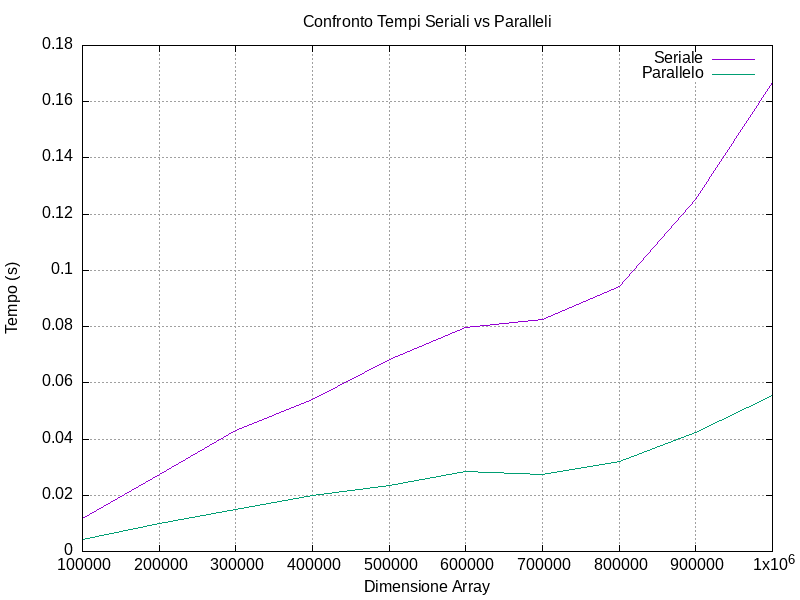 Confronto Tempi Seriali vs Paralleli
Seriale
Parallelo
Tempo (s)
0.18
0.16
0.14
0.12
0.1
0.08
0.06
0.04
0.02
0
100000 200000 300000 400000 500000 600000 700000 800000 900000 1x10⁶
Dimensione Array